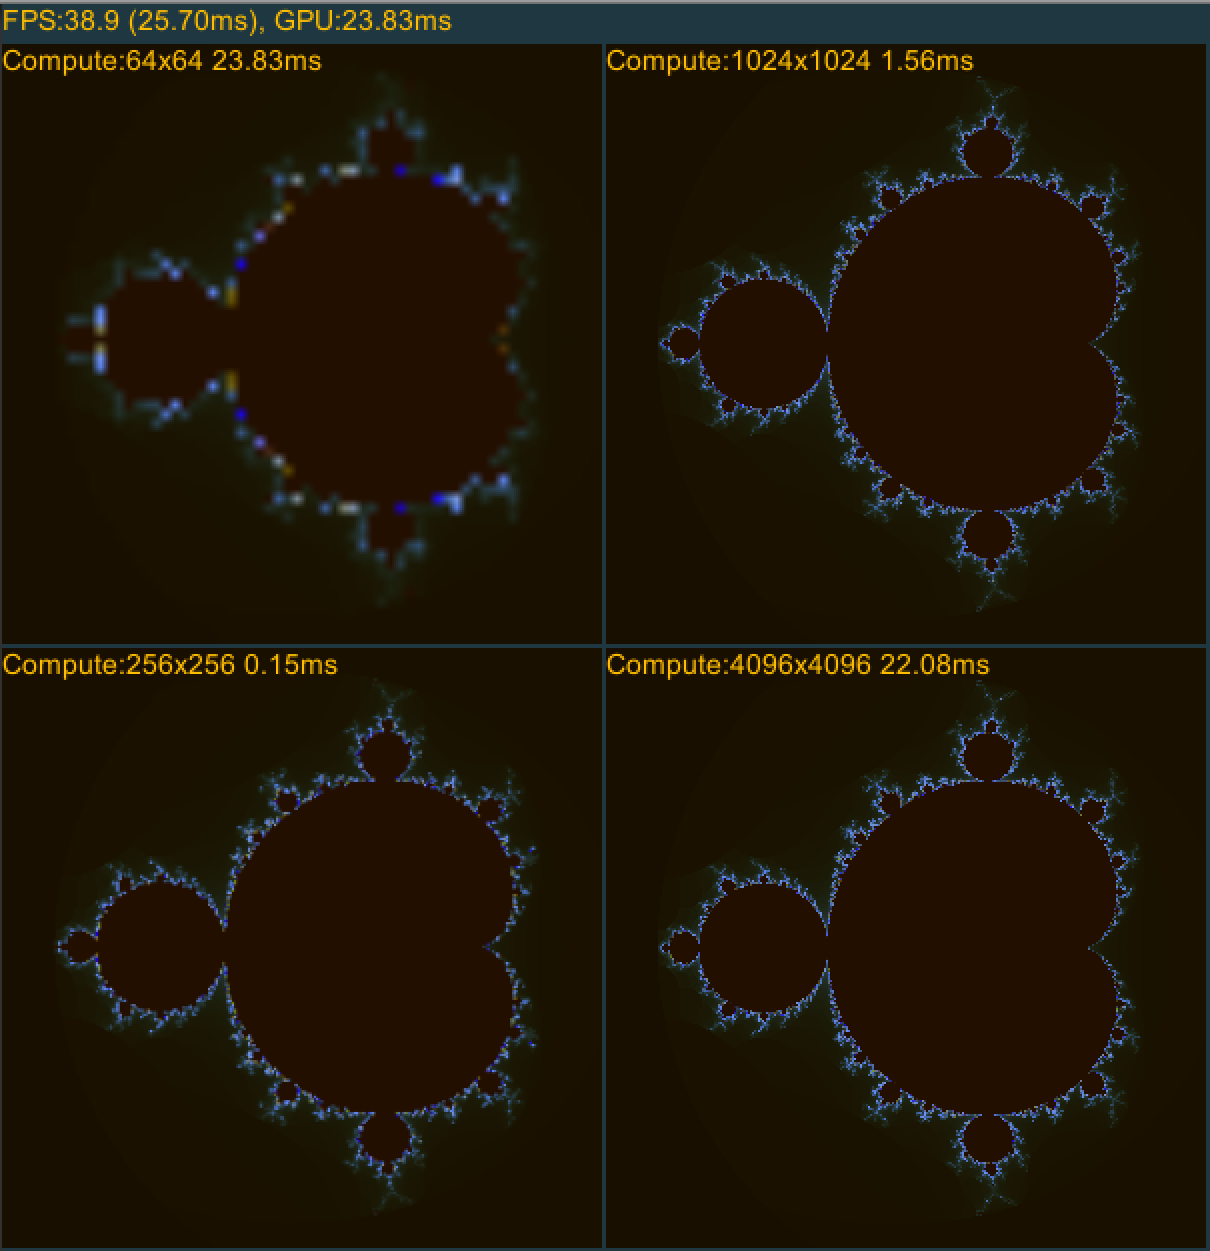 FPS:38.9 (25.70ms), GPU:23.83ms
Compute:64x64 23.83ms
Compute:1024x1024 1.56ms
Compute:256x256 0.15ms
Compute:4096x4096 22.08ms